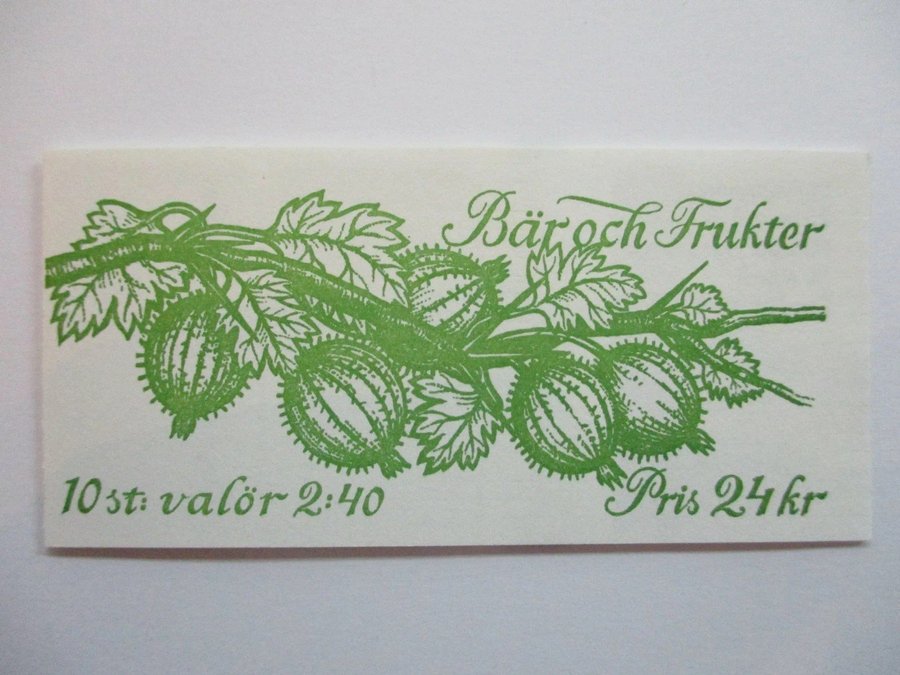 Bär och Frukter
10 st: valör 2:40
Pris 24 kr